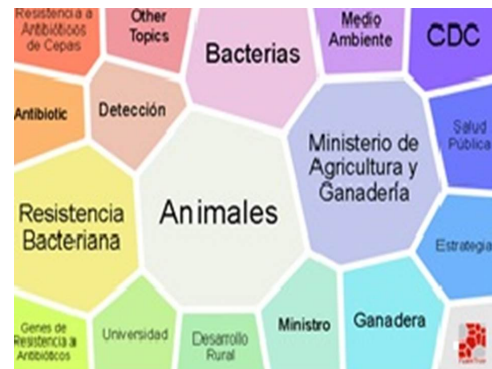 Resistencia a
Antibióticos
de Cepas
Other
Topics
Bacterias
Medio
Ambiente
CDC
Antibiotic
Detección
Ministerio de
Agricultura y
Ganadería
Salud
Pública
Resistencia
Bacteriana
Animales
Estrategia
Genes de
Resistencia a
Antibióticos
Universidad
Desarrollo
Rural
Ministro
Ganadera